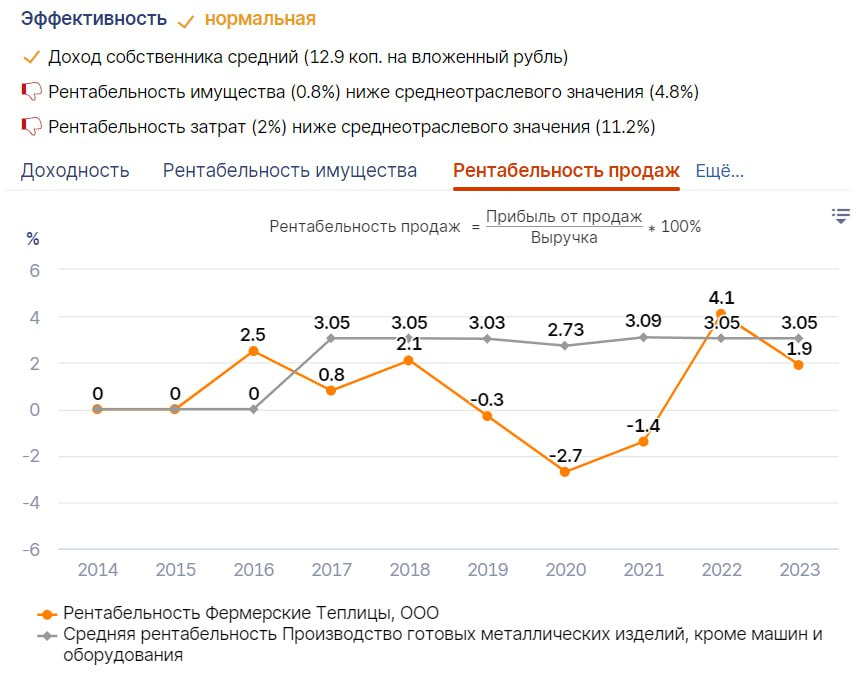 Эффективность нормальная
Доход собственника средний (12.9 коп. на вложенный рубль)
Рентабельность имущества (0.8%) ниже среднеотраслевого значения (4.8%)
Рентабельность затрат (2%) ниже среднеотраслевого значения (11.2%)
Доходность Рентабельность имущества Рентабельность продаж Ещё...
Рентабельность продаж = Прибыль от продаж / Выручка * 100%
%
6
4
2
0
-2
-4
-6
0 0 2.5 0.8 2.1 -0.3 -2.7 -1.4 4.1 1.9
0 3.05 3.05 3.03 2.73 3.09 3.05 3.05
2014 2015 2016 2017 2018 2019 2020 2021 2022 2023
Рентабельность Фермерские Теплицы, ООО
Средняя рентабельность Производство готовых металлических изделий, кроме машин и
оборудования